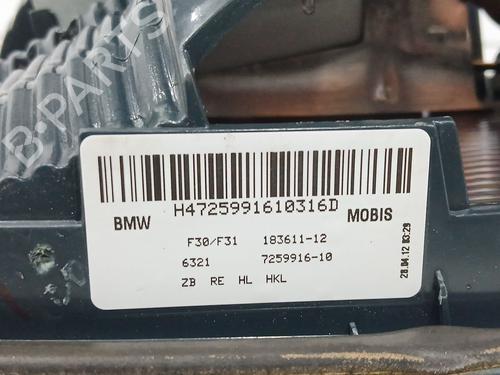 B-PARTS
BMW H4725991610316D MOBIS
F30/F31 183611-12
6321 7259916-10
ZB RE HL HKL
28.04.12 03:29